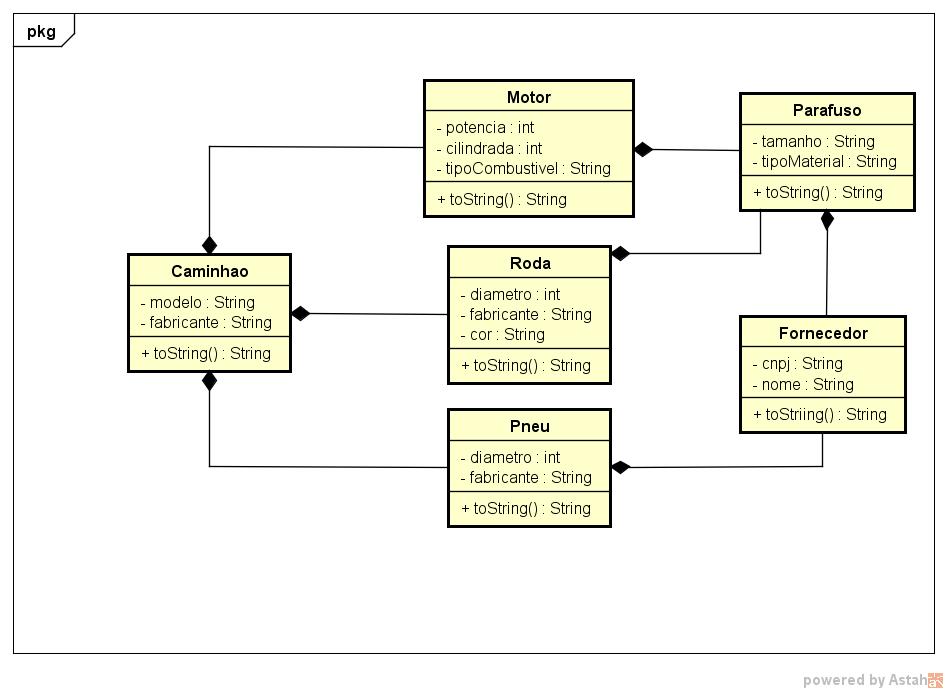 pkg
Motor
- potencia : int
- cilindrada : int
- tipoCombustivel : String
+ toString() : String
Parafuso
- tamanho : String
- tipoMaterial : String
+ toString() : String
Caminhao
- modelo : String
- fabricante : String
+ toString() : String
Roda
- diametro : int
- fabricante : String
- cor : String
+ toString() : String
Fornecedor
- cnpj : String
- nome : String
+ toStriing() : String
Pneu
- diametro : int
- fabricante : String
+ toString() : String
powered by Astah